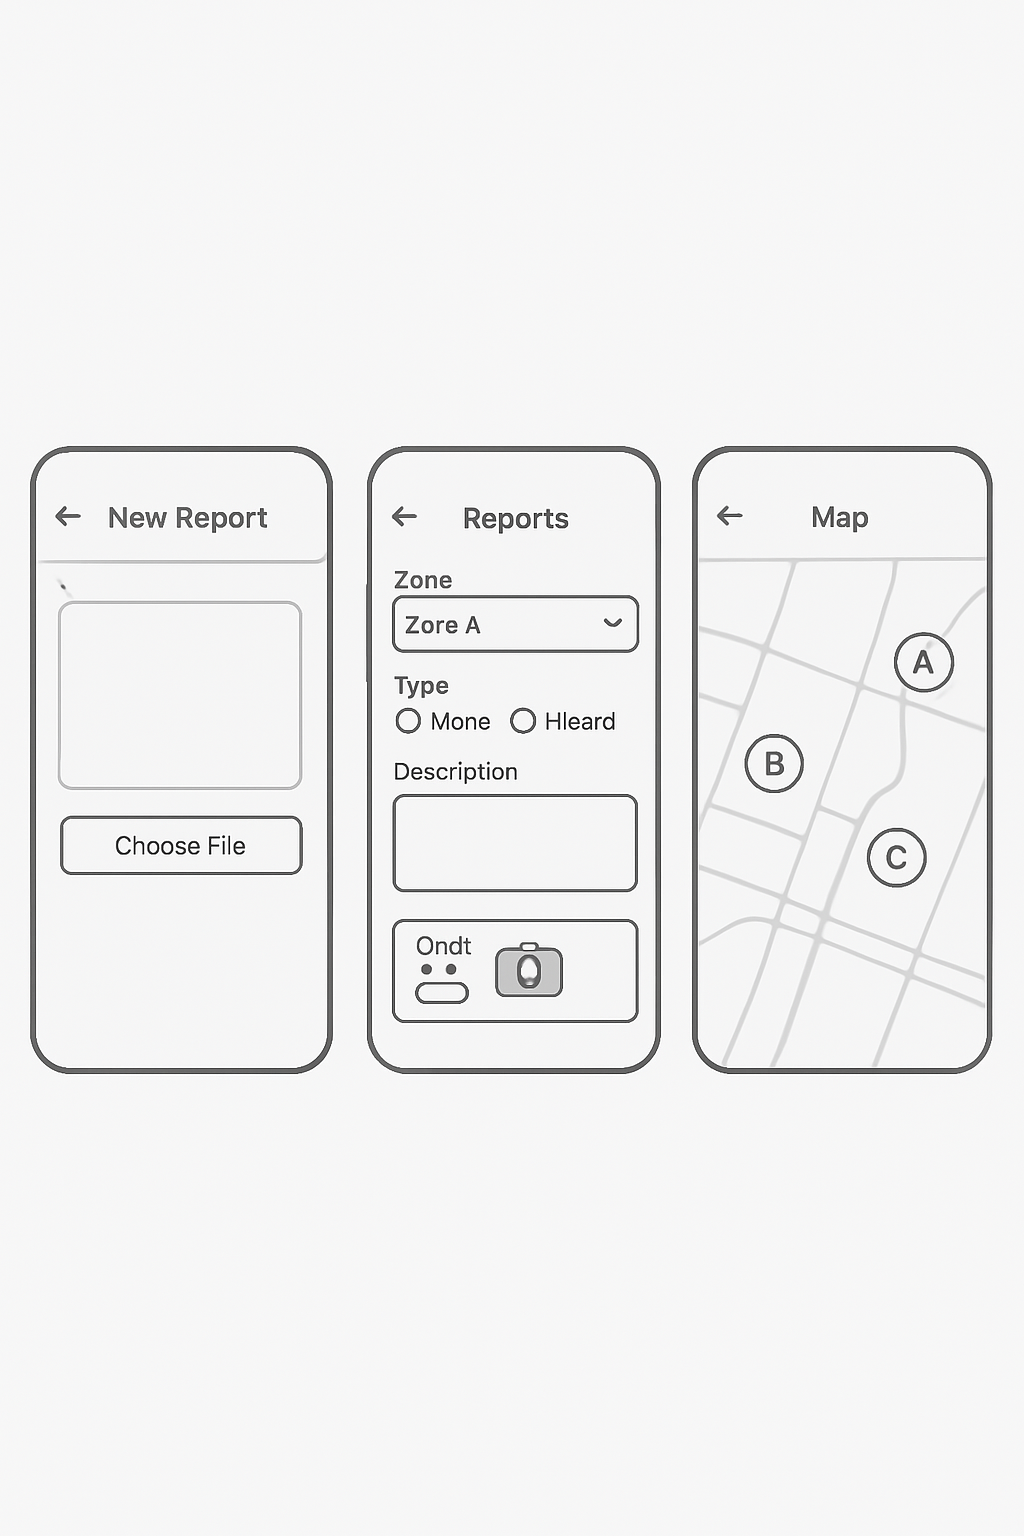 New Report
Choose File
Reports
Zone
Zore A
Type
Mone Hleard
Description
Ondt
Map
A
B
C